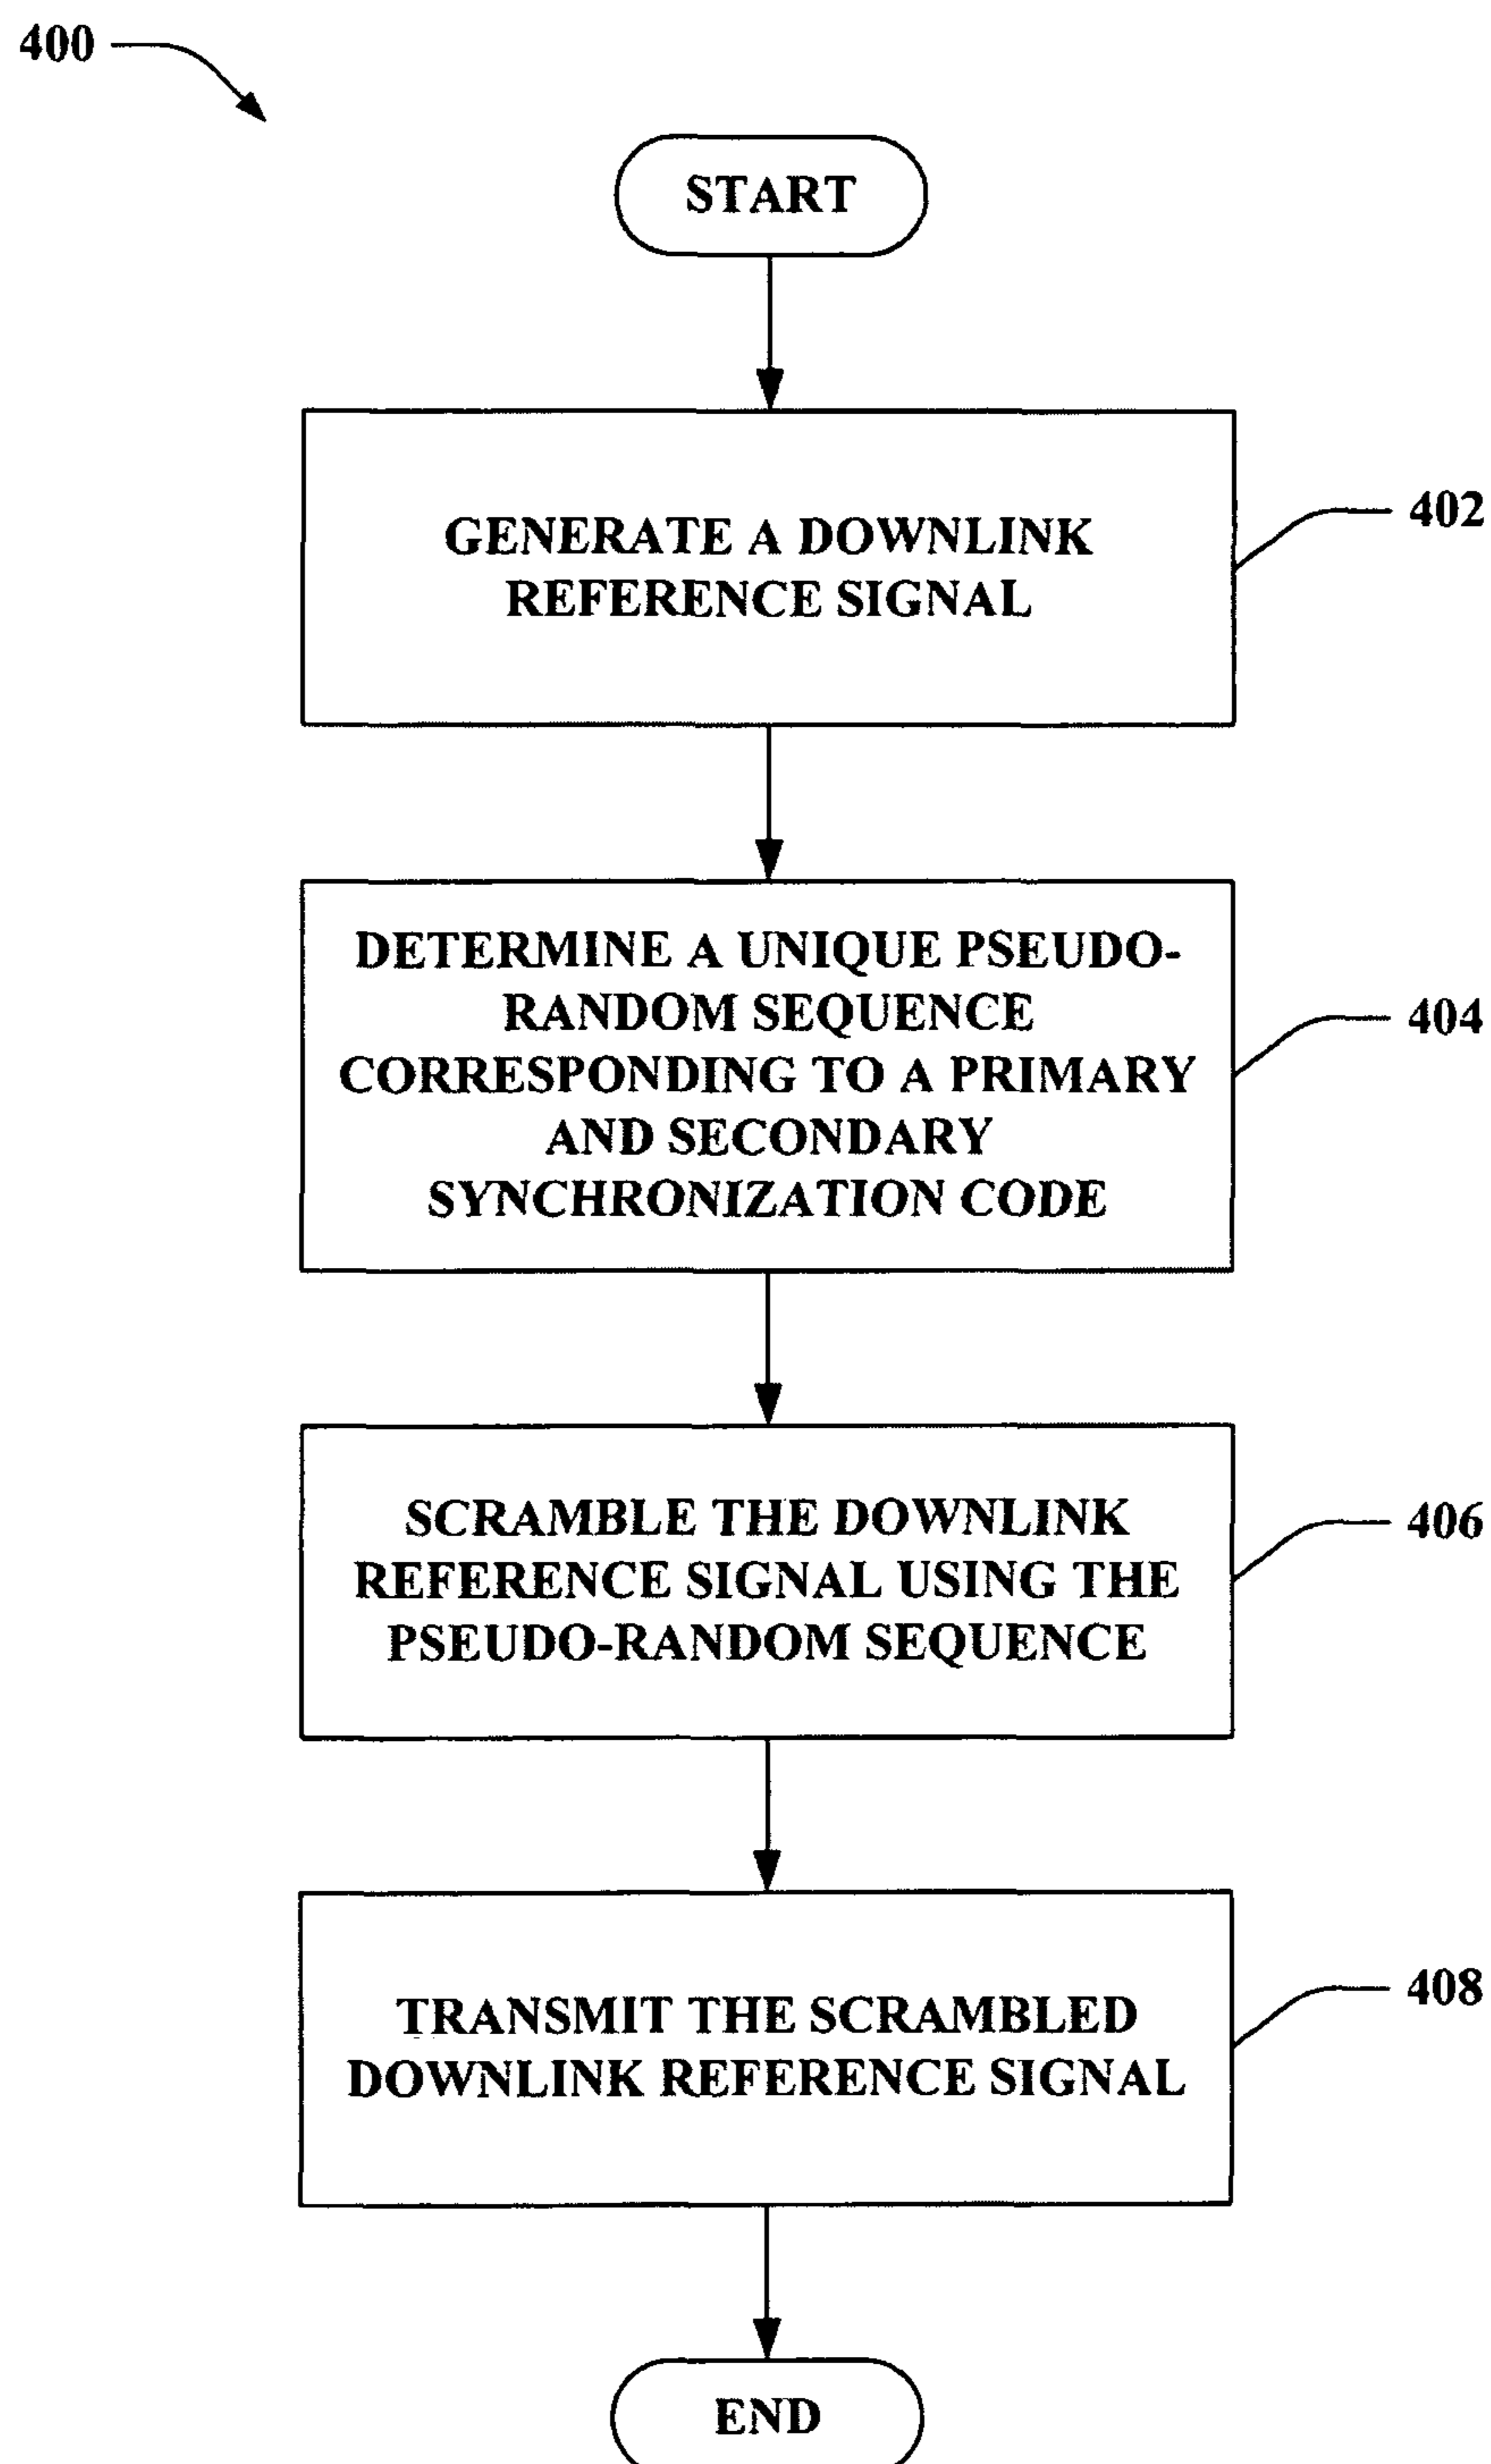 400
START
GENERATE A DOWNLINK
REFERENCE SIGNAL
402
DETERMINE A UNIQUE PSEUDO-
RANDOM SEQUENCE
CORRESPONDING TO A PRIMARY
AND SECONDARY
SYNCHRONIZATION CODE
404
SCRAMBLE THE DOWNLINK
REFERENCE SIGNAL USING THE
PSEUDO-RANDOM SEQUENCE
406
TRANSMIT THE SCRAMBLED
DOWNLINK REFERENCE SIGNAL
408
END